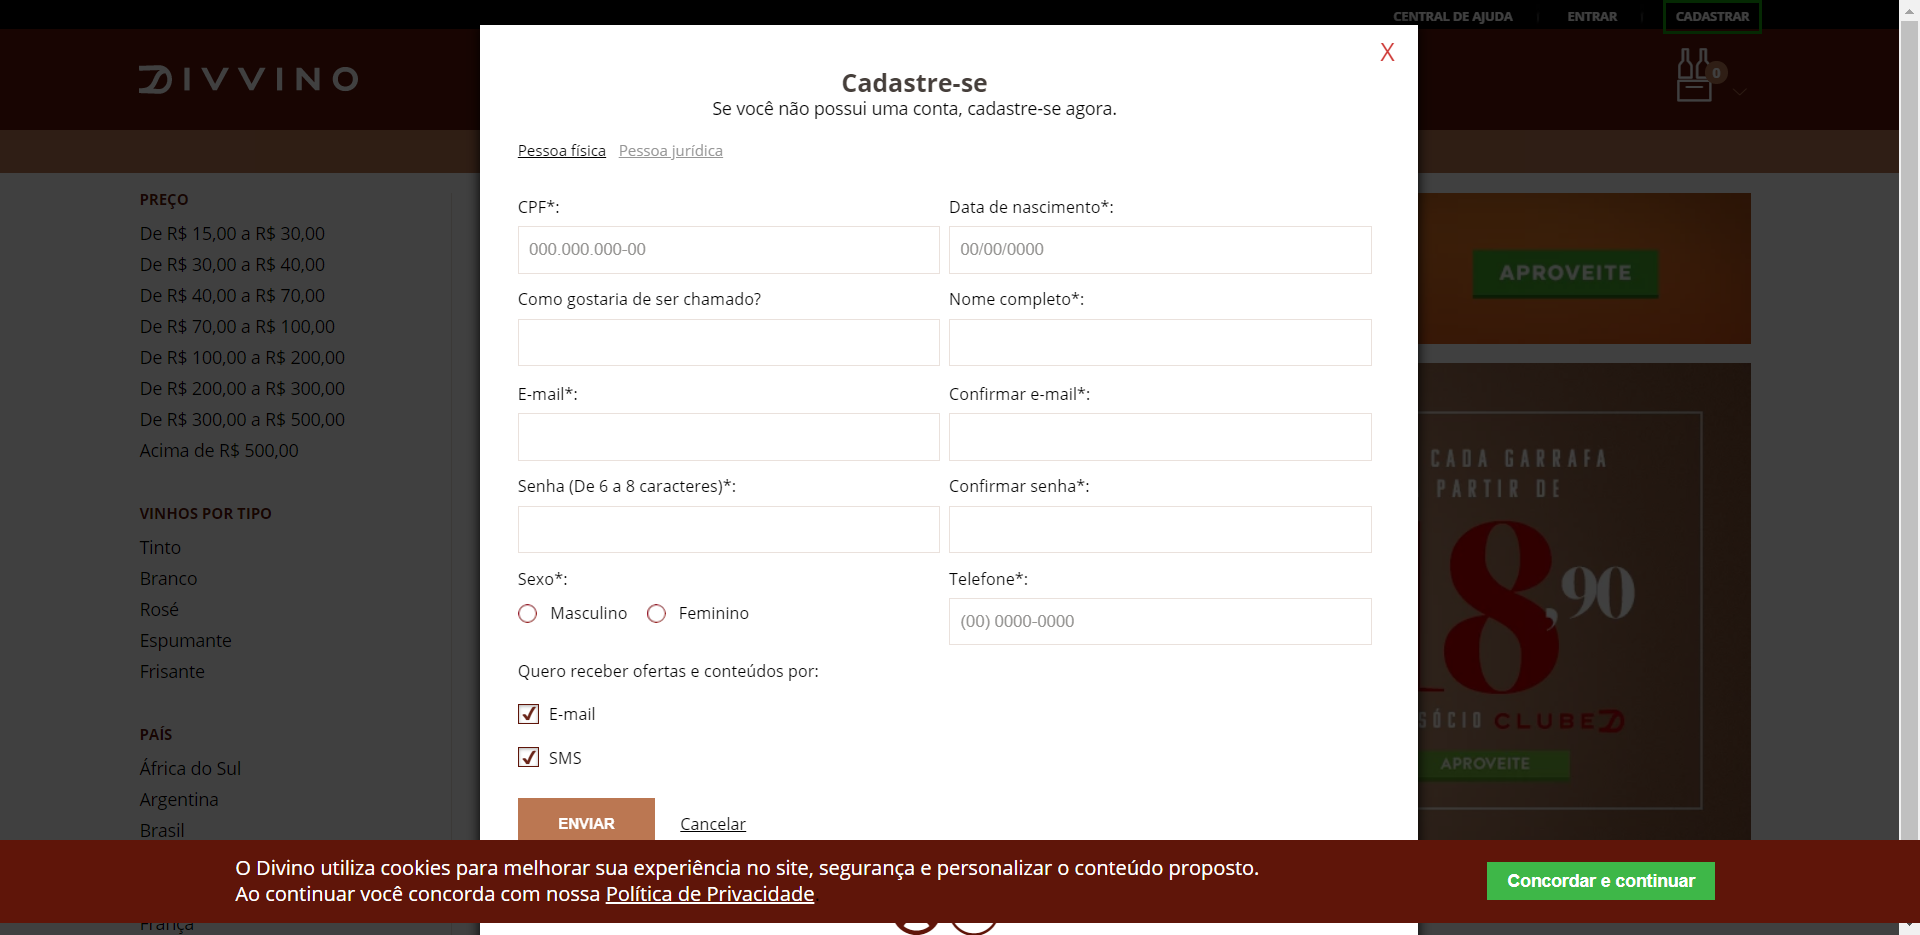 CENTRAL DE AJUDA
ENTRAR
CADASTRAR
DIVVINO
0
X
Cadastre-se
Se você não possui uma conta, cadastre-se agora.
Pessoa física Pessoa jurídica
CPF*: Data de nascimento*:
000.000.000-00 00/00/0000
Como gostaria de ser chamado? Nome completo*:
E-mail*: Confirmar e-mail*:
Senha (De 6 a 8 caracteres)*: Confirmar senha*:
Sexo*: Telefone*:
Masculino Feminino (00) 0000-0000
Quero receber ofertas e conteúdos por:
E-mail
SMS
ENVIAR Cancelar
PREÇO
De R$ 15,00 a R$ 30,00
De R$ 30,00 a R$ 40,00
De R$ 40,00 a R$ 70,00
De R$ 70,00 a R$ 100,00
De R$ 100,00 a R$ 200,00
De R$ 200,00 a R$ 300,00
De R$ 300,00 a R$ 500,00
Acima de R$ 500,00
VINHOS POR TIPO
Tinto
Branco
Rosé
Espumante
Frisante
PAÍS
África do Sul
Argentina
Brasil
França
APROVEITE
CADA GARRAFA
PARTIR DE
18,90
SÓCIO CLUBE D
APROVEITE
O Divino utiliza cookies para melhorar sua experiência no site, segurança e personalizar o conteúdo proposto.
Ao continuar você concorda com nossa Política de Privacidade.
Concordar e continuar